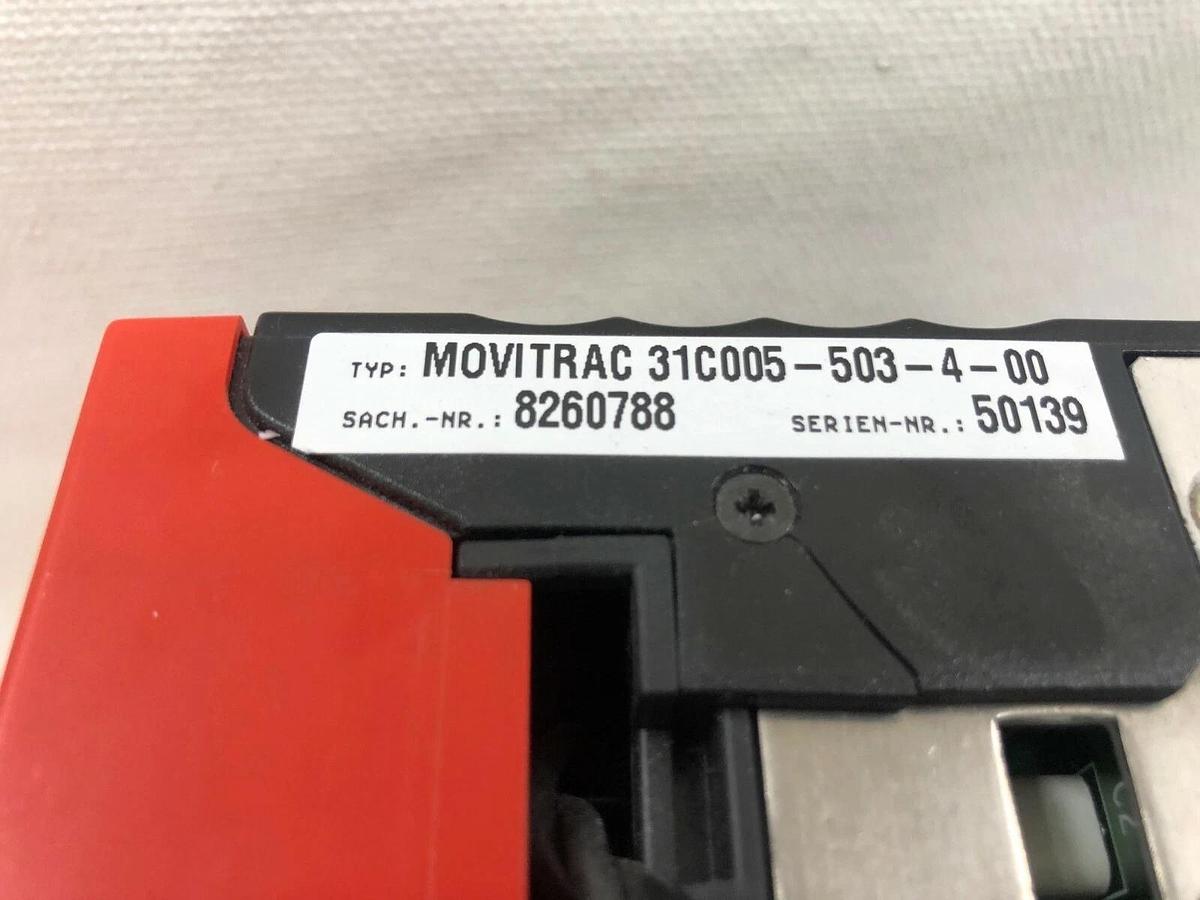 TYP: MOVITRAC 31C005-503-4-00
SACH.-NR.: 8260788 SERIEN-NR.: 50139